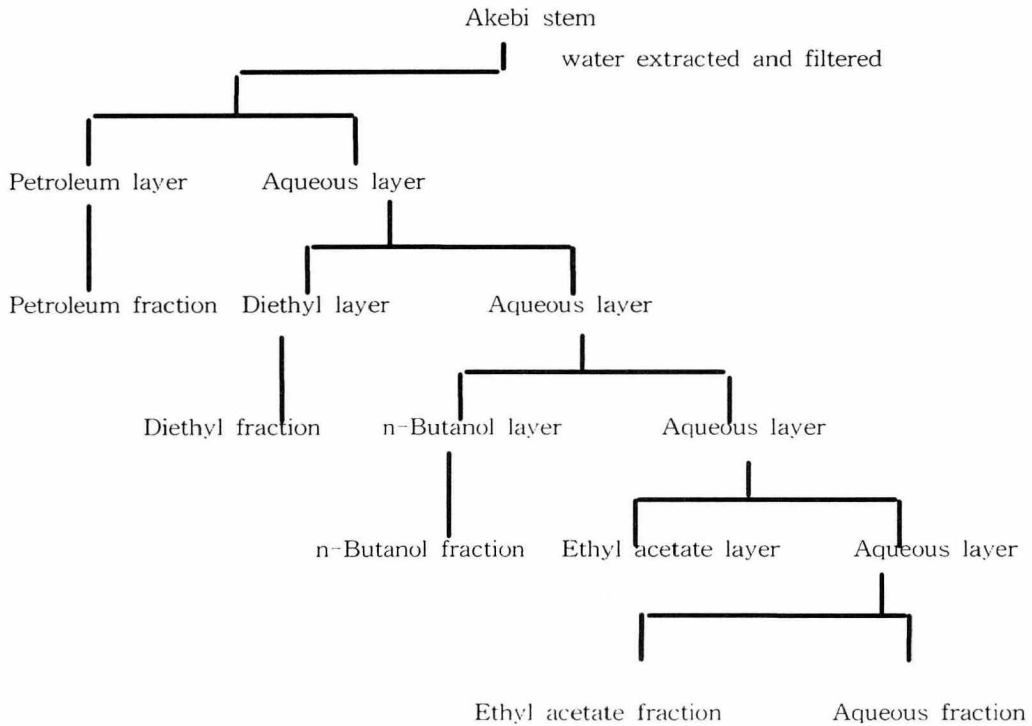 Akebi stem
water extracted and filtered
Petroleum layer Aqueous layer
Petroleum fraction Diethyl layer Aqueous layer
Diethyl fraction n-Butanol layer Aqueous layer
n-Butanol fraction Ethyl acetate layer Aqueous layer
Ethyl acetate fraction Aqueous fraction